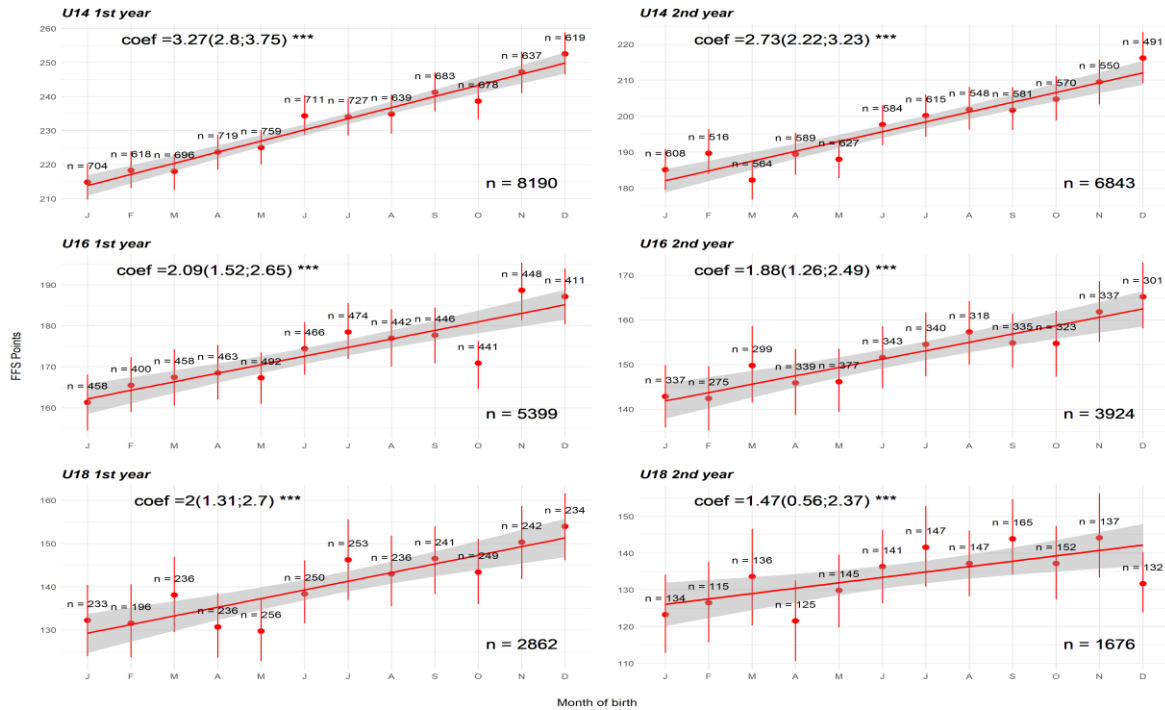 U14 1st year
coef =3.27(2.8;3.75) ***
260
250
240
230
220
210
n = 704
n = 618
n = 696
n = 719
n = 759
n = 711
n = 727
n = 639
n = 683
n = 678
n = 637
n = 619
n = 8190
J F M A M J J A S O N D
U14 2nd year
coef =2.73(2.22;3.23) ***
220
210
200
190
180
n = 608
n = 516
n = 564
n = 589
n = 627
n = 584
n = 615
n = 548
n = 581
n = 570
n = 550
n = 491
n = 6843
J F M A M J J A S O N D
FFS Points
U16 1st year
coef =2.09(1.52;2.65) ***
190
180
170
160
n = 458
n = 400
n = 458
n = 463
n = 492
n = 466
n = 474
n = 442
n = 446
n = 441
n = 448
n = 411
n = 5399
J F M A M J J A S O N D
U16 2nd year
coef =1.88(1.26;2.49) ***
170
160
150
140
n = 337
n = 275
n = 299
n = 339
n = 377
n = 343
n = 340
n = 318
n = 335
n = 323
n = 337
n = 301
n = 3924
J F M A M J J A S O N D
U18 1st year
coef =2(1.31;2.7) ***
160
150
140
130
n = 233
n = 196
n = 236
n = 236
n = 256
n = 250
n = 253
n = 236
n = 241
n = 249
n = 242
n = 234
n = 2862
J F M A M J J A S O N D
U18 2nd year
coef =1.47(0.56;2.37) ***
150
140
130
120
110
n = 134
n = 115
n = 136
n = 125
n = 145
n = 141
n = 147
n = 147
n = 165
n = 152
n = 137
n = 132
n = 1676
J F M A M J J A S O N D
Month of birth